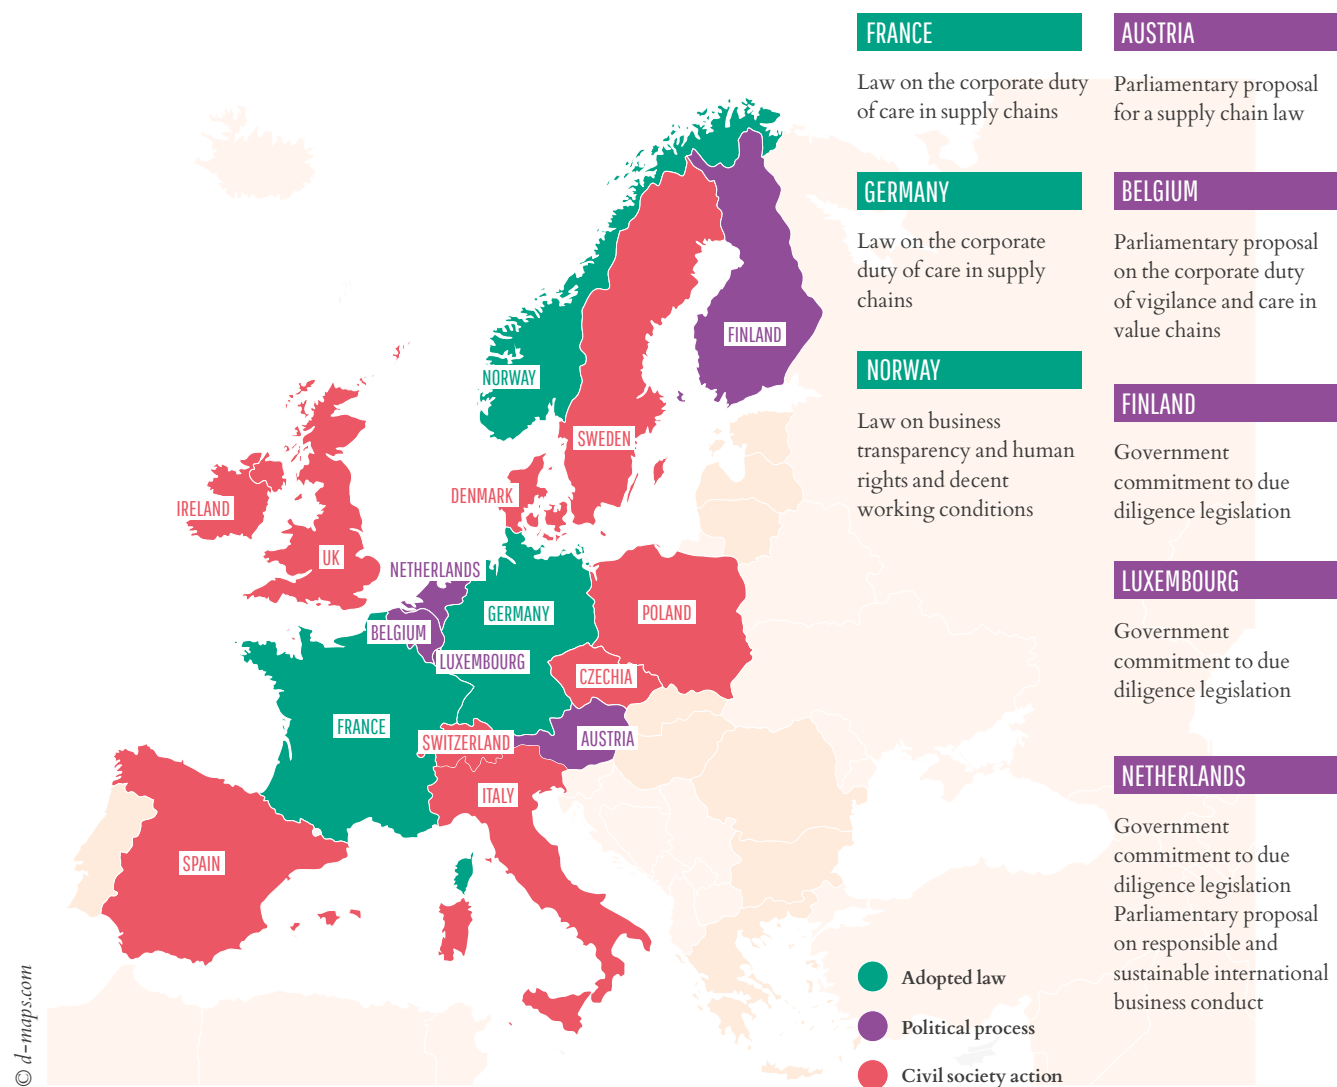 FRANCE
Law on the corporate duty
of care in supply chains
GERMANY
Law on the corporate
duty of care in supply
chains
NORWAY
Law on business
transparency and human
rights and decent
working conditions
AUSTRIA
Parliamentary proposal
for a supply chain law
BELGIUM
Parliamentary proposal
on the corporate duty
of vigilance and care in
value chains
FINLAND
Government
commitment to due
diligence legislation
LUXEMBOURG
Government
commitment to due
diligence legislation
NETHERLANDS
Government
commitment to due
diligence legislation
Parliamentary proposal
on responsible and
sustainable international
business conduct
FINLAND
NORWAY
SWEDEN
DENMARK
IRELAND
UK
NETHERLANDS
GERMANY
POLAND
BELGIUM
LUXEMBOURG
CZECHIA
FRANCE
SWITZERLAND
AUSTRIA
ITALY
SPAIN
Adopted law
Political process
Civil society action
© d-maps.com